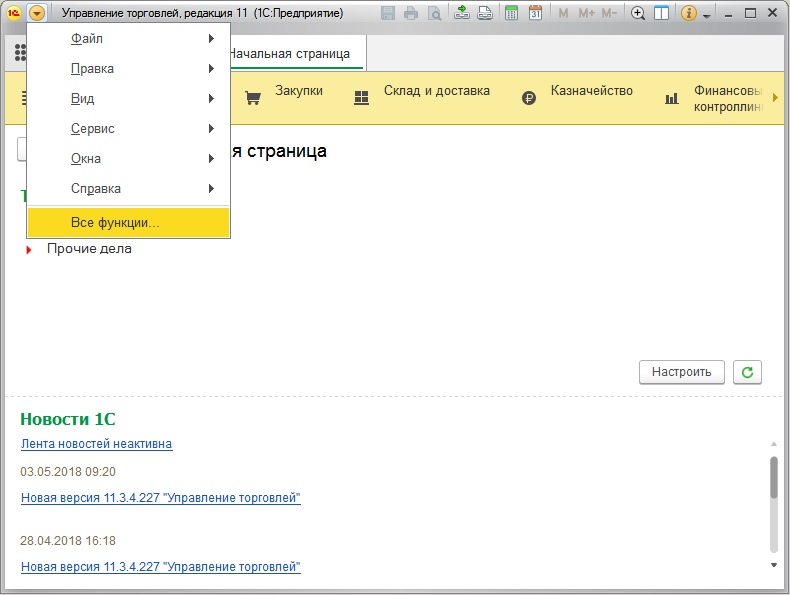 1С Управление торговлей, редакция 11 (1С:Предприятие) 31 M M+ M- i
Файл
Правка
Вид
Сервис
Окна
Справка
Все функции...
Начальная страница
Закупки
Склад и доставка
Казначейство
Финансовы
контроллин
я страница
Т
Прочие дела
Настроить
Новости 1С
Лента новостей неактивна
03.05.2018 09:20
Новая версия 11.3.4.227 "Управление торговлей"
28.04.2018 16:18
Новая версия 11.3.4.227 "Управление торговлей"